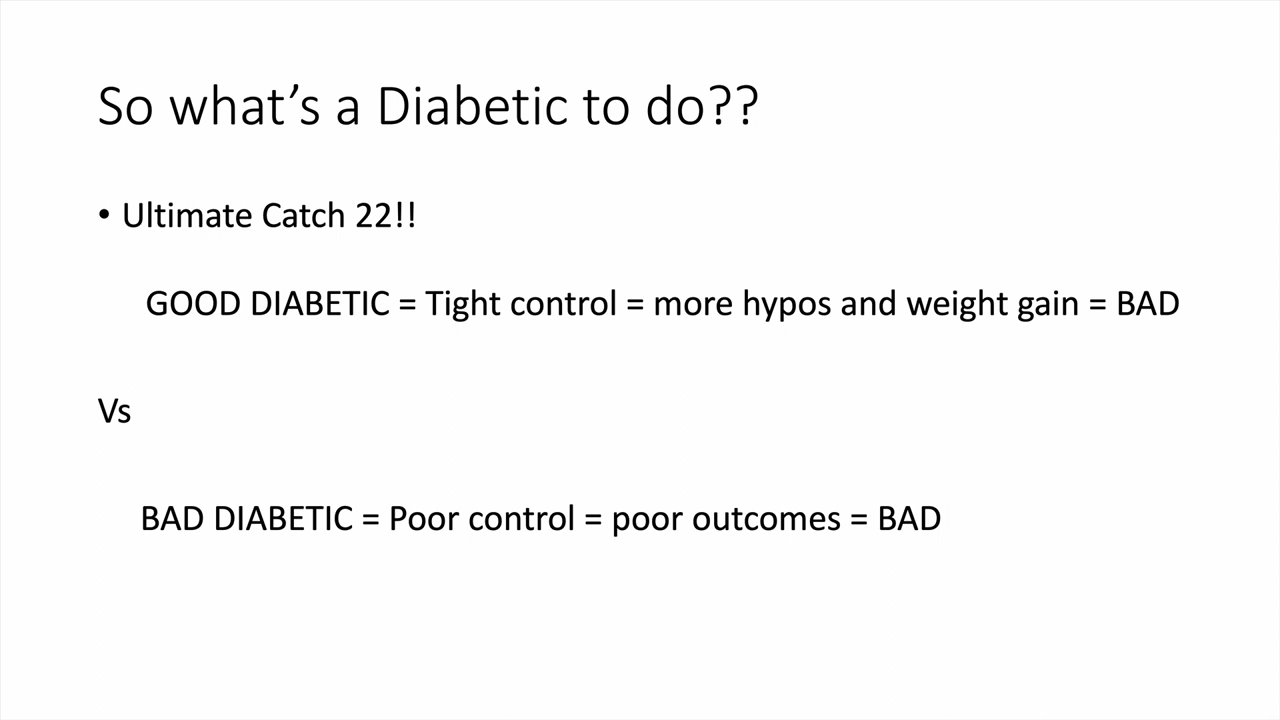 So what’s a Diabetic to do??
• Ultimate Catch 22!!
GOOD DIABETIC = Tight control = more hypos and weight gain = BAD
Vs
BAD DIABETIC = Poor control = poor outcomes = BAD